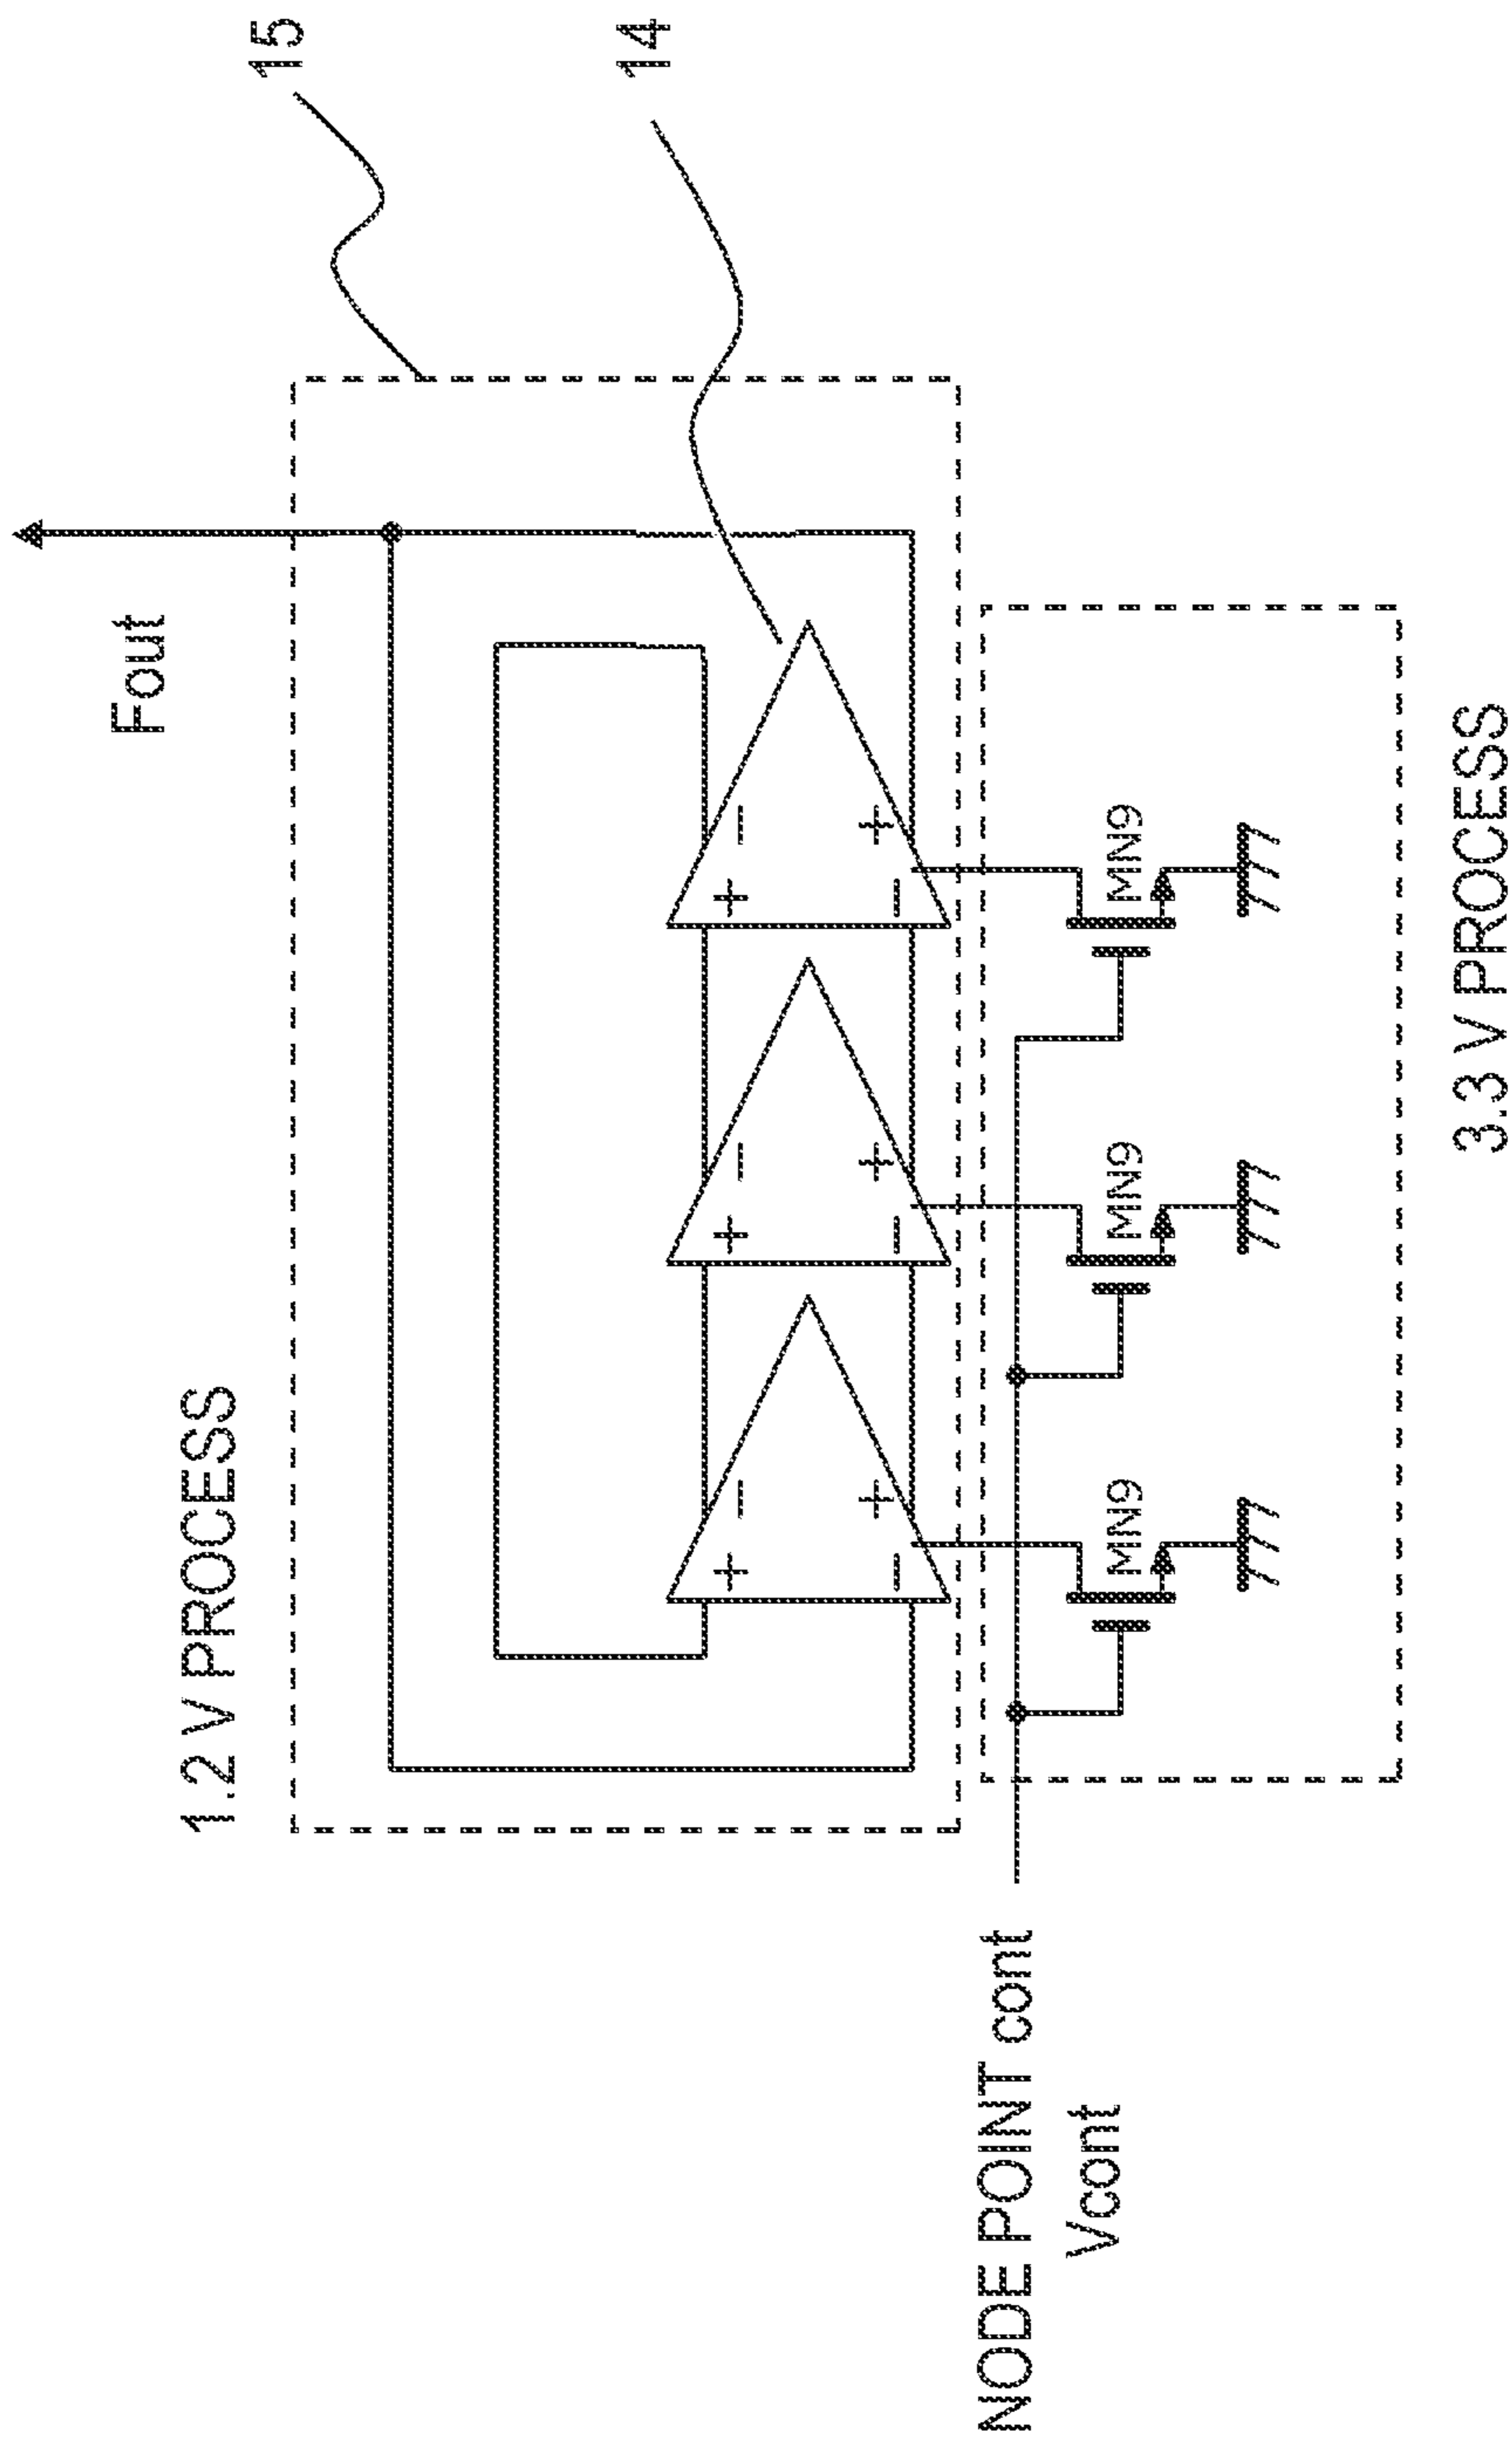 Fout
15
1.2 V PROCESS
14
+
−
−
+
+
−
−
+
+
−
−
+
NODE POINT cont
Vcont
MN9
MN9
MN9
3.3 V PROCESS